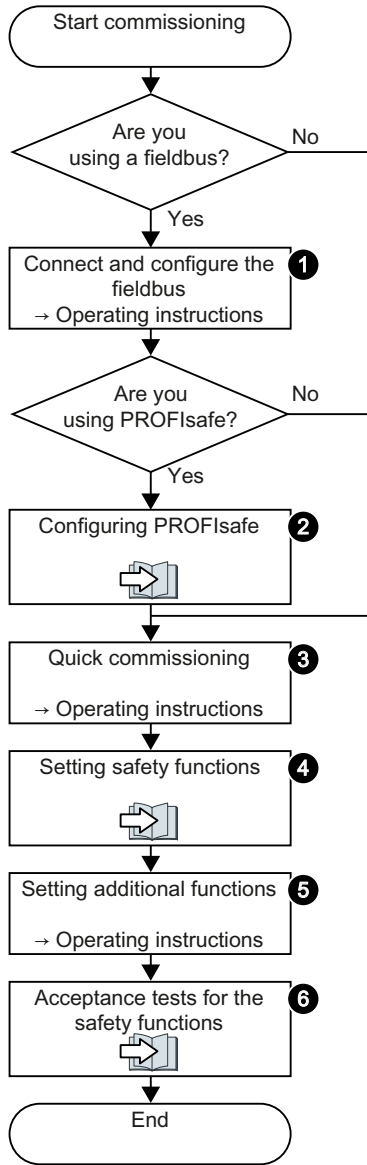 Start commissioning
Are you
using a fieldbus?
No
Yes
Connect and configure the
fieldbus
→ Operating instructions
1
Are you
using PROFIsafe?
No
Yes
Configuring PROFIsafe
2
Quick commissioning
→ Operating instructions
3
Setting safety functions
4
Setting additional functions
→ Operating instructions
5
Acceptance tests for the
safety functions
6
End